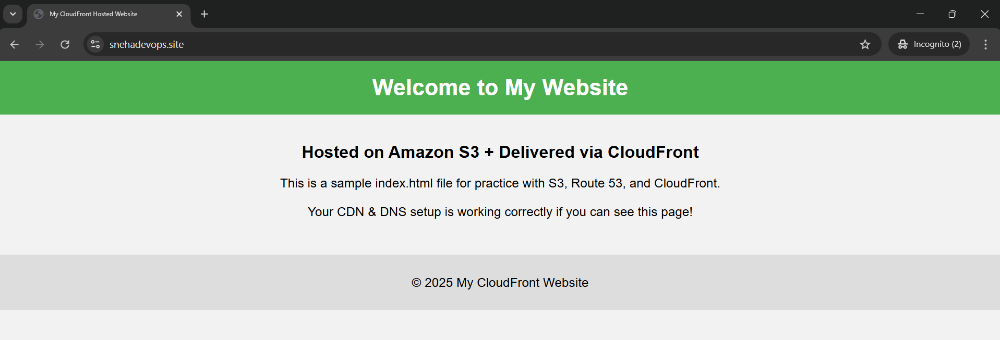 My CloudFront Hosted Website
snehadevops.site
Incognito (2)
Welcome to My Website
Hosted on Amazon S3 + Delivered via CloudFront
This is a sample index.html file for practice with S3, Route 53, and CloudFront.
Your CDN & DNS setup is working correctly if you can see this page!
© 2025 My CloudFront Website